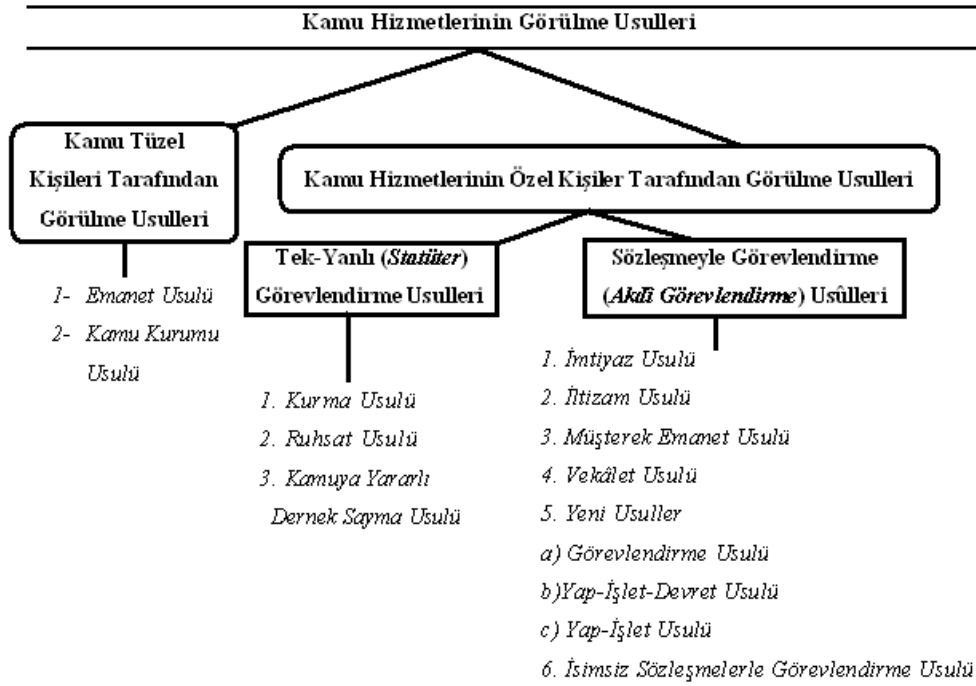 Kamu Hizmetlerinin Görülme Usulleri
Kamu Tüzel
Kişileri Tarafından
Görülme Usulleri
1- Emanet Usulü
2- Kamu Kurumu
Usulü
Kamu Hizmetlerinin Özel Kişiler Tarafından Görülme Usulleri
Tek-Yanlı (Statüter)
Görevlendirme Usulleri
1. Kurma Usulü
2. Ruhsat Usulü
3. Kamuya Yararlı
Dernek Sayma Usulü
Sözleşmeyle Görevlendirme
(Akdî Görevlendirme) Usûlleri
1. İmtiyaz Usulü
2. İltizam Usulü
3. Müşterek Emanet Usulü
4. Vekâlet Usulü
5. Yeni Usuller
a) Görevlendirme Usulü
b)Yap-İşlet-Devret Usulü
c) Yap-İşlet Usulü
6. İsimsiz Sözleşmelerle Görevlendirme Usulü